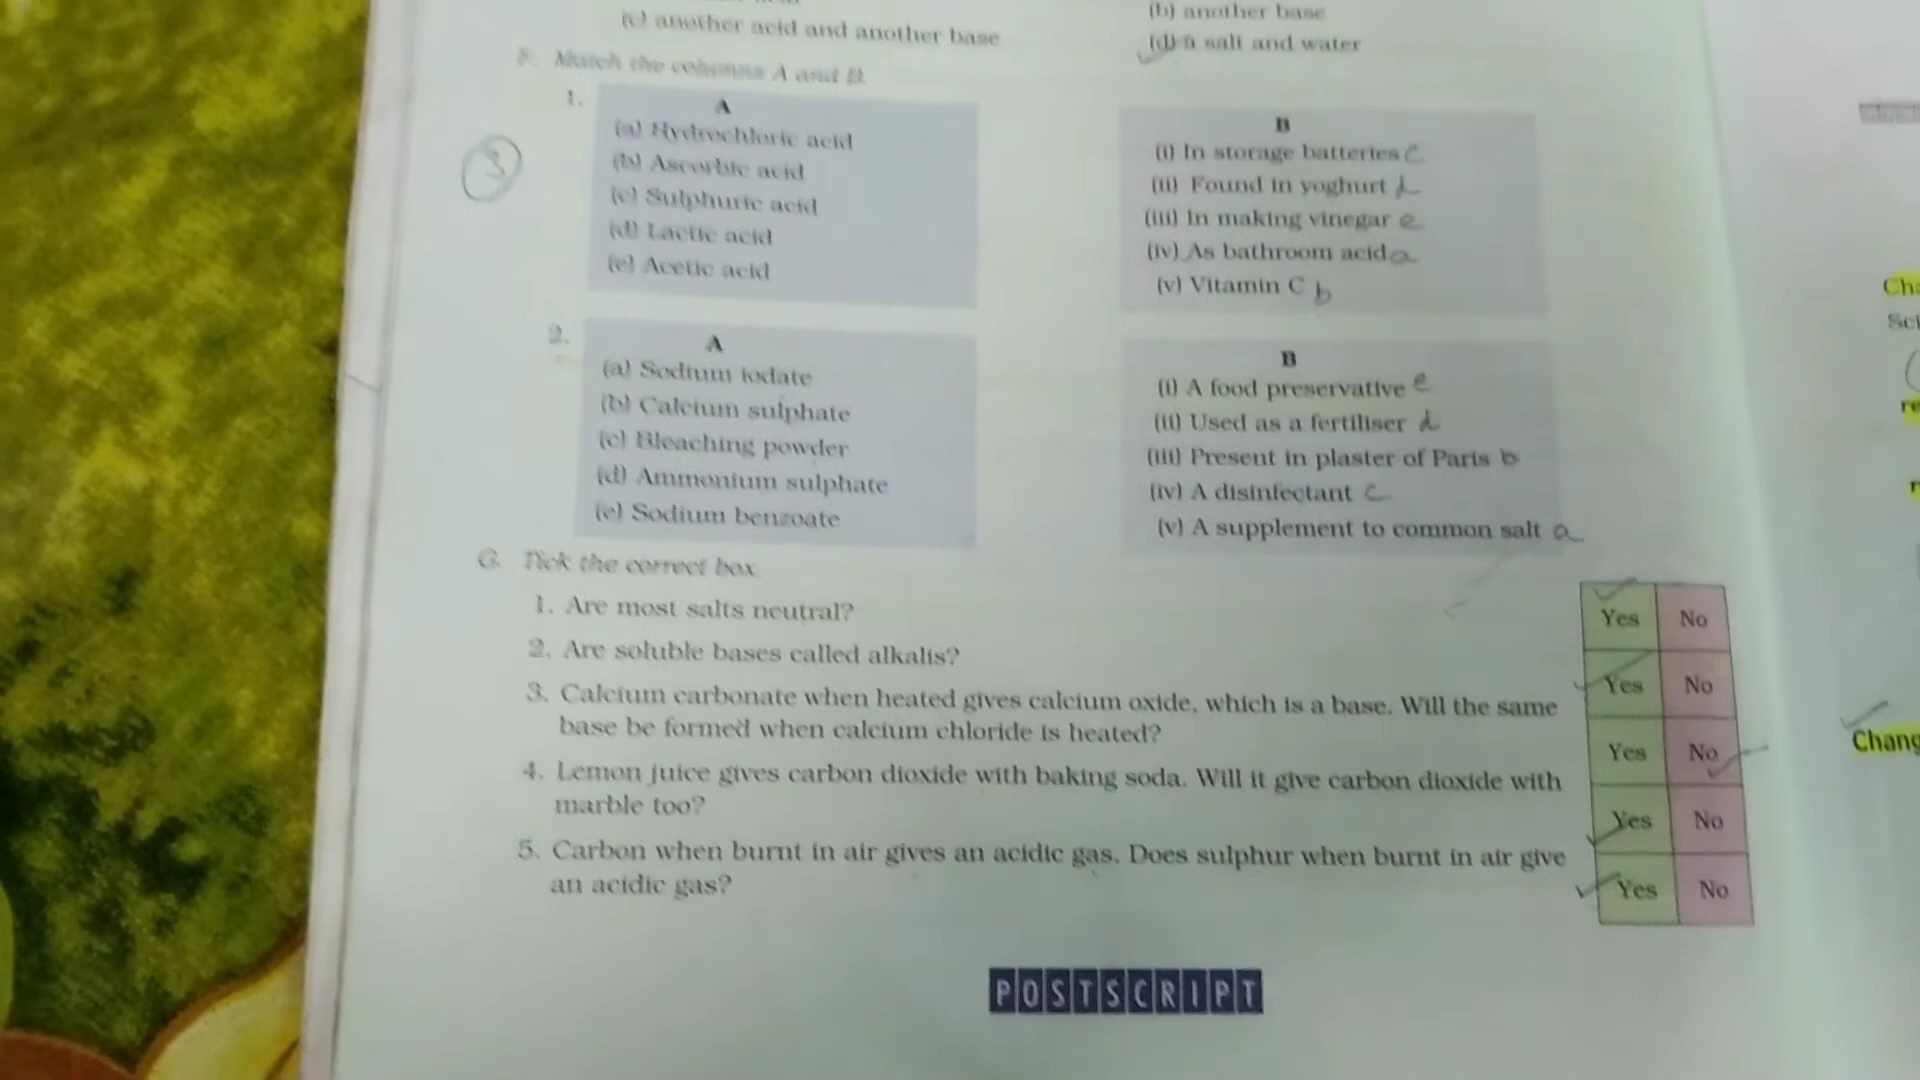 (c) another acid and another base
(b) another base
(d) a salt and water
F. Match the columns A and B.
1.
A
(a) Hydrochloric acid
(b) Ascorbic acid
(c) Sulphuric acid
(d) Lactic acid
(e) Acetic acid
B
(i) In storage batteries c
(ii) Found in yoghurt d
(iii) In making vinegar e
(iv) As bathroom acid a
(v) Vitamin C b
3
2.
A
(a) Sodium iodate
(b) Calcium sulphate
(c) Bleaching powder
(d) Ammonium sulphate
(e) Sodium benzoate
B
(i) A food preservative e
(ii) Used as a fertiliser d
(iii) Present in plaster of Paris b
(iv) A disinfectant c
(v) A supplement to common salt a
G. Tick the correct box.
1. Are most salts neutral?
Yes No
2. Are soluble bases called alkalis?
Yes No
3. Calcium carbonate when heated gives calcium oxide, which is a base. Will the same
base be formed when calcium chloride is heated?
Yes No
4. Lemon juice gives carbon dioxide with baking soda. Will it give carbon dioxide with
marble too?
Yes No
5. Carbon when burnt in air gives an acidic gas. Does sulphur when burnt in air give
an acidic gas?
Yes No
POSTSCRIPT